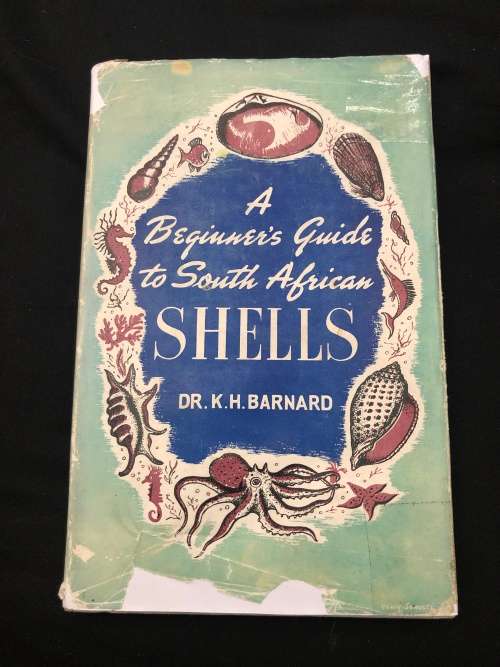 A
Beginner's Guide
to South African
SHELLS
DR. K.H. BARNARD